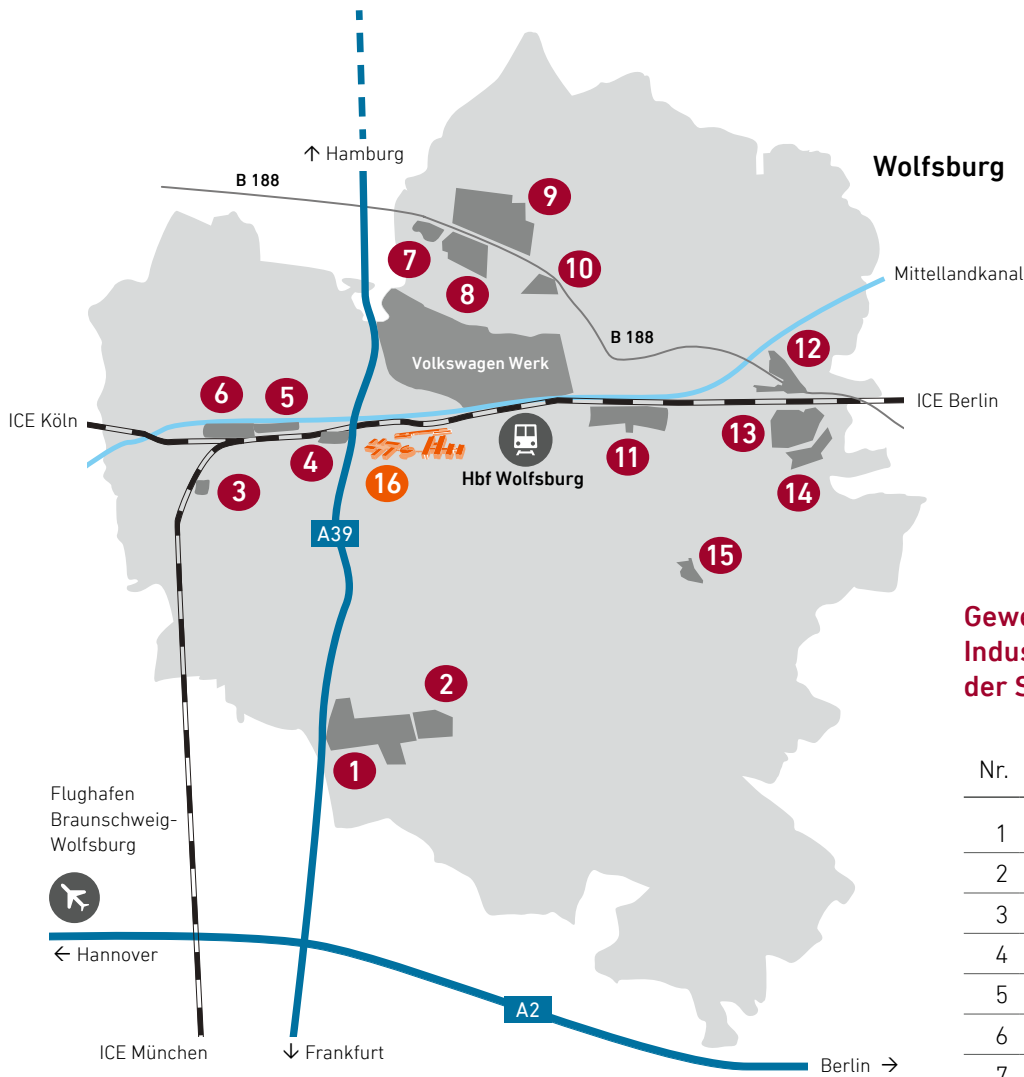 ↑ Hamburg
B 188
Wolfsburg
9
7
10
8
Mittellandkanal
B 188
12
Volkswagen Werk
6
5
ICE Köln
ICE Berlin
13
4
11
16
Hbf Wolfsburg
3
14
A39
15
2
1
Flughafen
Braunschweig-
Wolfsburg
← Hannover
A2
ICE München
↓ Frankfurt
Berlin →
Gewe
Indus
der S
Nr.
1
2
3
4
5
6
7